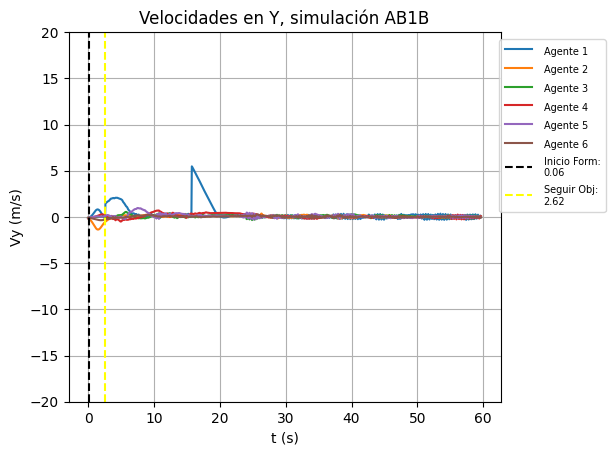 Velocidades en Y, simulación AB1B
20
15
10
5
0
−5
−10
−15
−20
Vy (m/s)
0
10
20
30
40
50
60
t (s)
Agente 1
Agente 2
Agente 3
Agente 4
Agente 5
Agente 6
Inicio Form:
0.06
Seguir Obj:
2.62